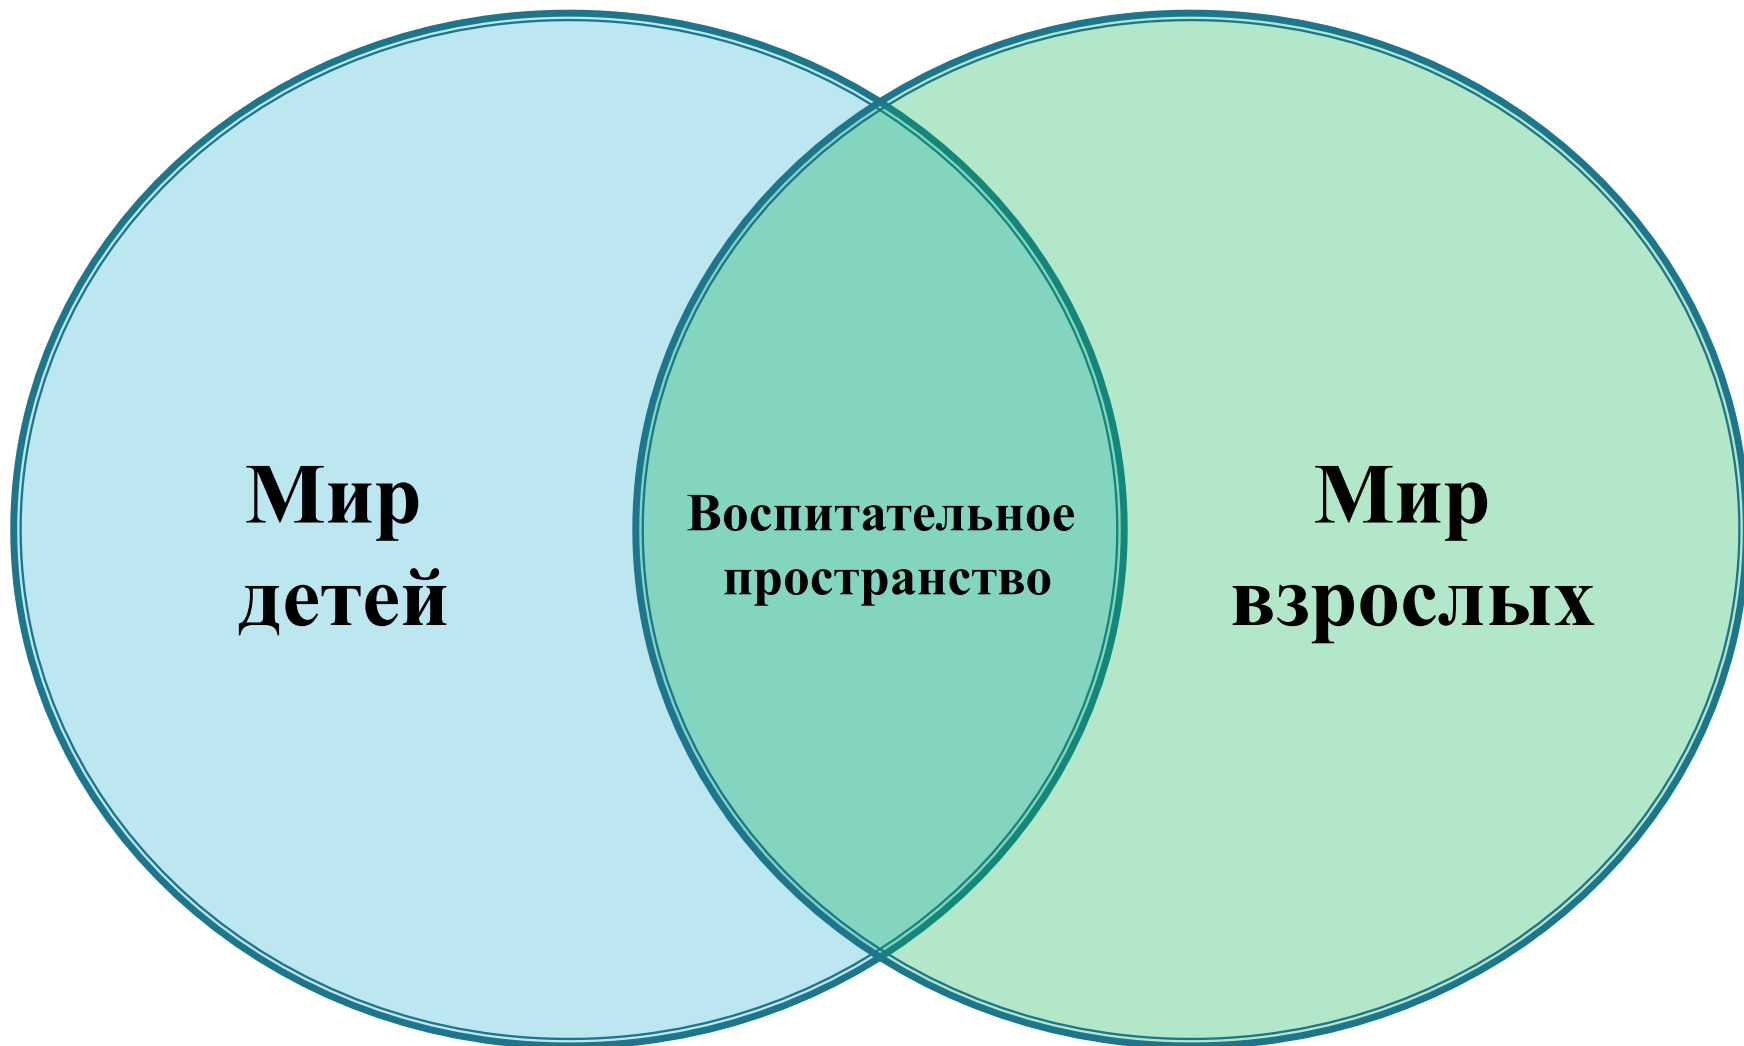 Мир
детей
Воспитательное
пространство
Мир
взрослых